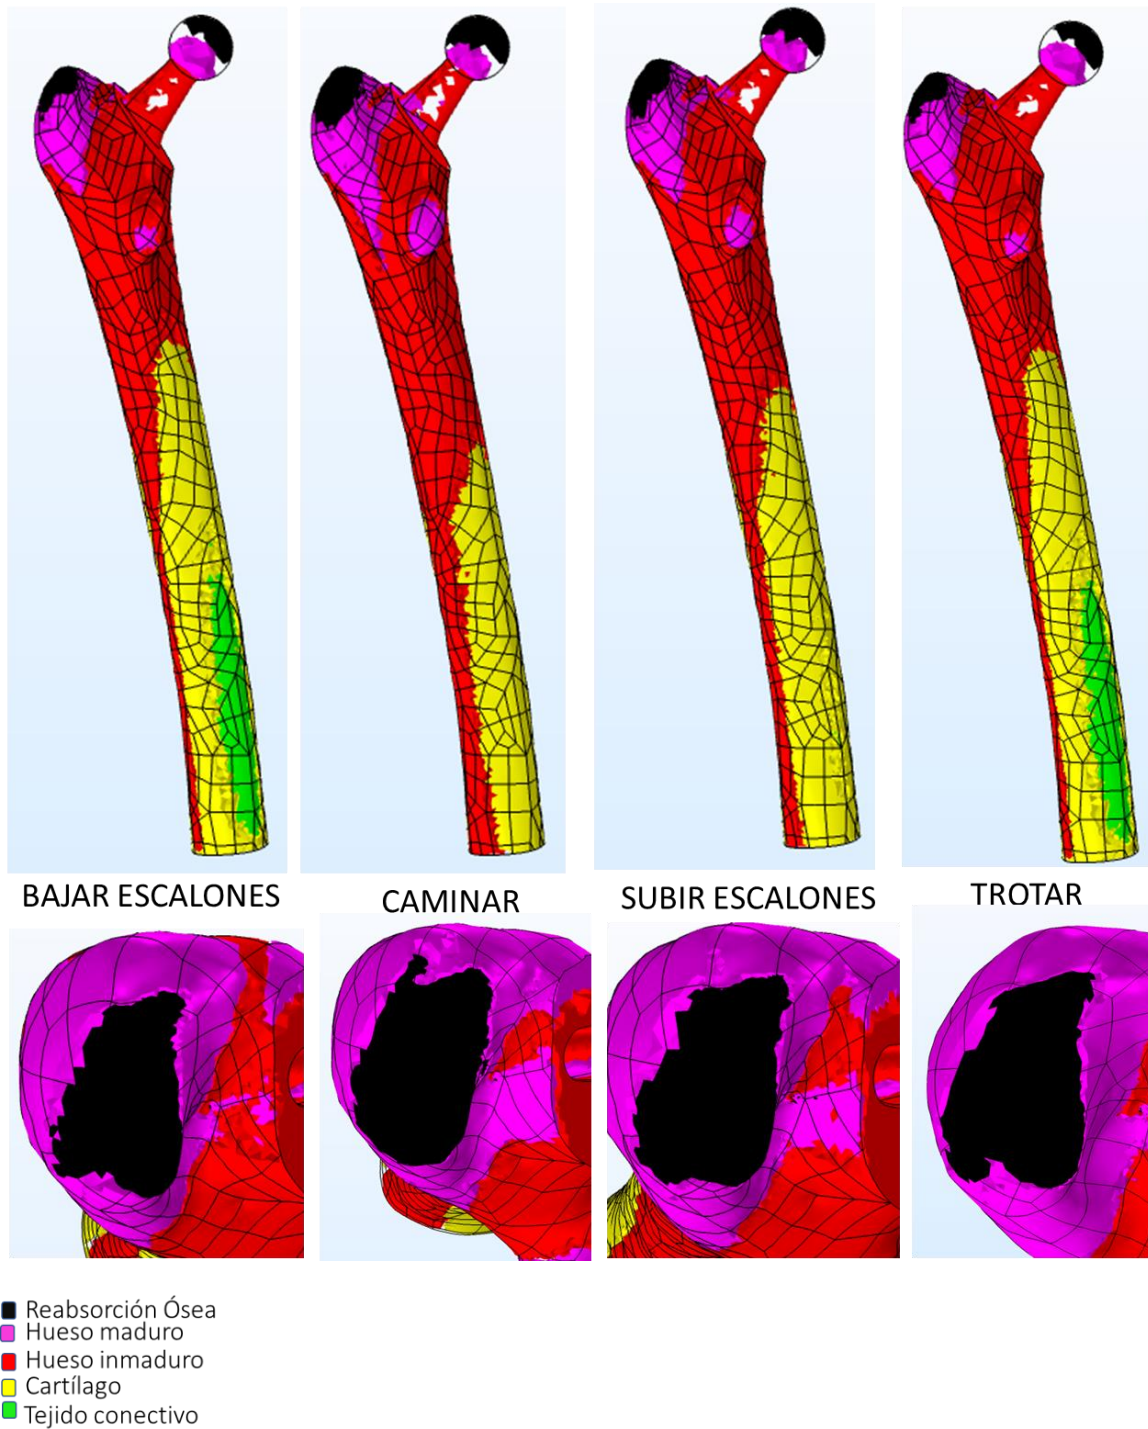 BAJAR ESCALONES
CAMINAR
SUBIR ESCALONES
TROTAR
Reabsorción Ósea
Hueso maduro
Hueso inmaduro
Cartílago
Tejido conectivo